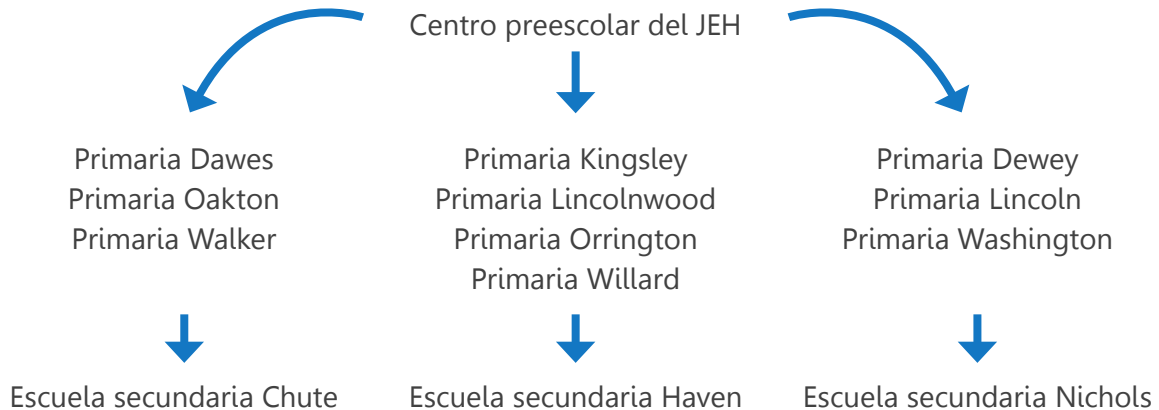 Centro preescolar del JEH
Primaria Dawes
Primaria Oakton
Primaria Walker
Primaria Kingsley
Primaria Lincolnwood
Primaria Orrington
Primaria Willard
Primaria Dewey
Primaria Lincoln
Primaria Washington
Escuela secundaria Chute
Escuela secundaria Haven
Escuela secundaria Nichols